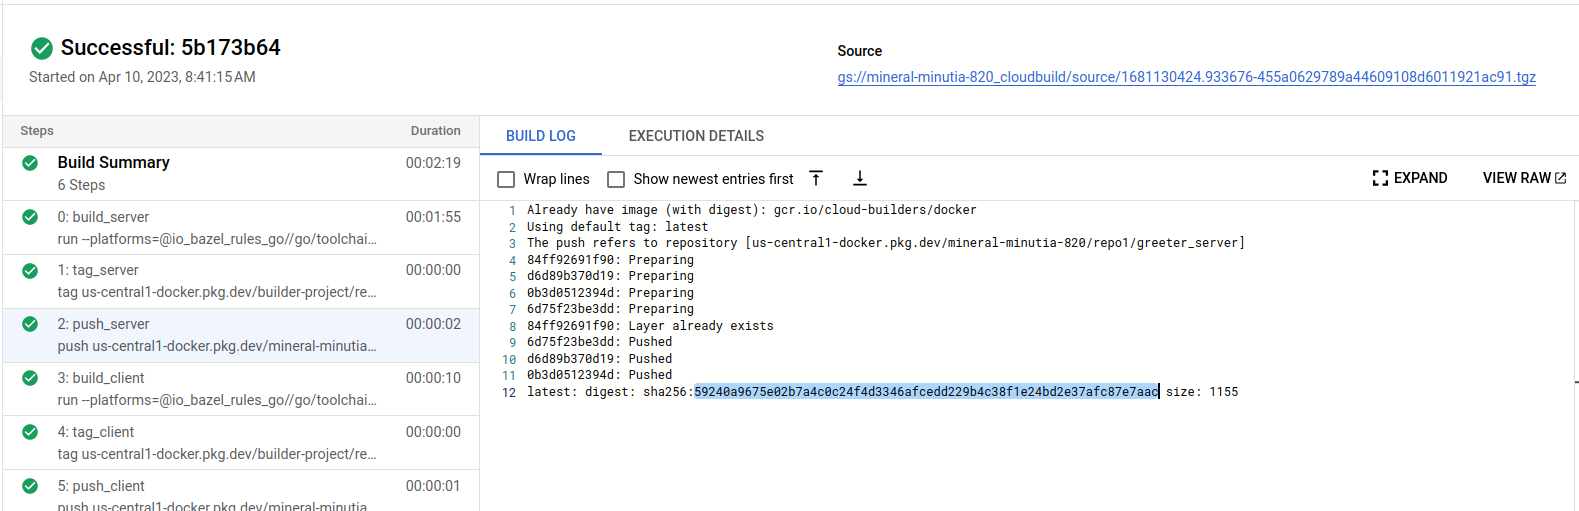 Successful: 5b173b64
Started on Apr 10, 2023, 8:41:15 AM
Source
gs://mineral-minutia-820_cloudbuild/source/1681130424.933676-455a0629789a44609108d6011921ac91.tgz
Steps Duration
Build Summary 00:02:19
6 Steps
0: build_server 00:01:55
run --platforms=@io_bazel_rules_go//go/toolchai...
1: tag_server 00:00:00
tag us-central1-docker.pkg.dev/builder-project/re...
2: push_server 00:00:02
push us-central1-docker.pkg.dev/mineral-minutia...
3: build_client 00:00:10
run --platforms=@io_bazel_rules_go//go/toolchai...
4: tag_client 00:00:00
tag us-central1-docker.pkg.dev/builder-project/re...
5: push_client 00:00:01
push us-central1-docker.pkg.dev/mineral-minutia
BUILD LOG EXECUTION DETAILS
Wrap lines Show newest entries first EXPAND VIEW RAW
1 Already have image (with digest): gcr.io/cloud-builders/docker
2 Using default tag: latest
3 The push refers to repository [us-central1-docker.pkg.dev/mineral-minutia-820/repo1/greeter_server]
4 84ff92691f90: Preparing
5 d6d89b370d19: Preparing
6 0b3d0512394d: Preparing
7 6d75f23be3dd: Preparing
8 84ff92691f90: Layer already exists
9 6d75f23be3dd: Pushed
10 d6d89b370d19: Pushed
11 0b3d0512394d: Pushed
12 latest: digest: sha256:59240a9675e02b7a4c0c24f4d3346afcedd229b4c38f1e24bd2e37afc87e7aac size: 1155